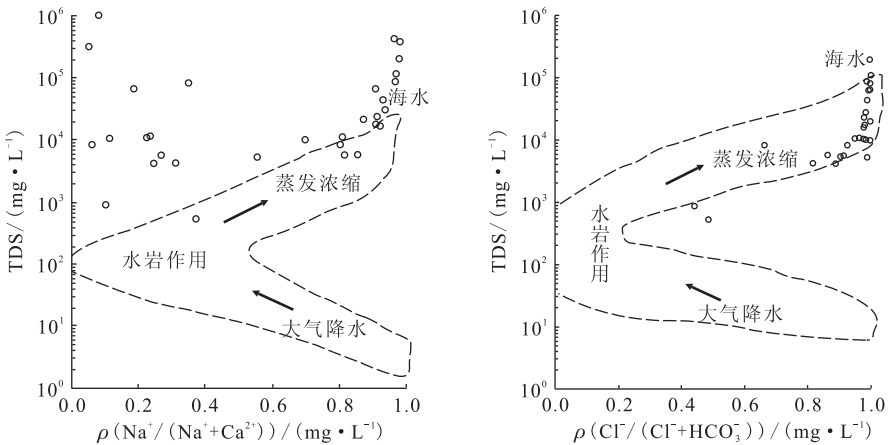 10⁶
10⁵
10⁴
10³
10²
10¹
10⁰
TDS/(mg·L⁻¹)
海水
蒸发浓缩
水岩作用
大气降水
0.0 0.2 0.4 0.6 0.8 1.0
ρ(Na⁺/(Na⁺+Ca²⁺))/(mg·L⁻¹)
10⁶
10⁵
10⁴
10³
10²
10¹
10⁰
TDS/(mg·L⁻¹)
海水
蒸发浓缩
水岩作用
大气降水
0.0 0.2 0.4 0.6 0.8 1.0
ρ(Cl⁻/(Cl⁻+HCO₃⁻))/(mg·L⁻¹)